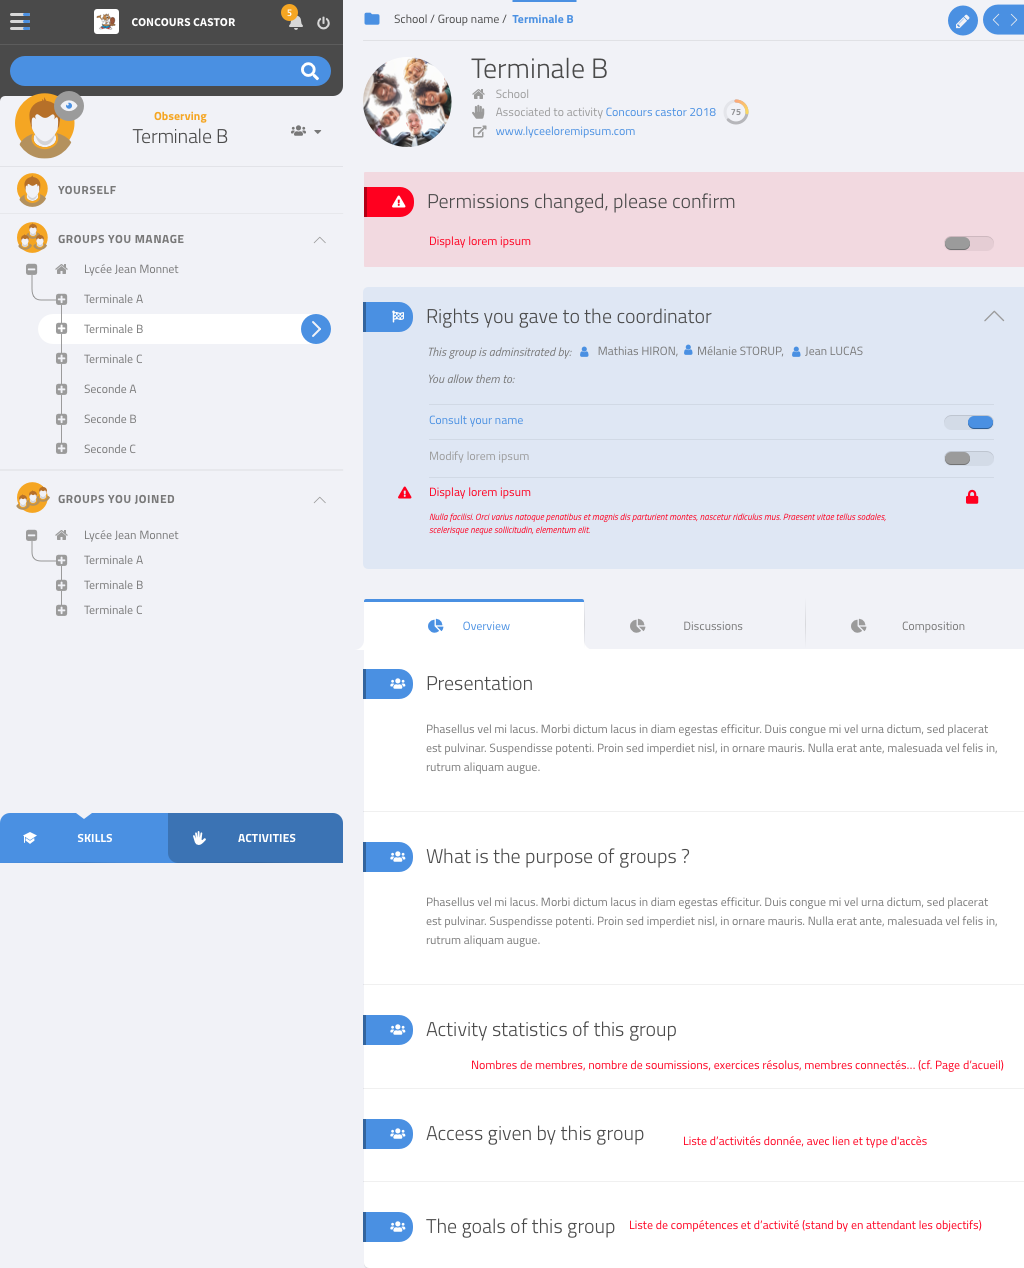 CONCOURS CASTOR
5
Observing
Terminale B
YOURSELF
GROUPS YOU MANAGE
Lycée Jean Monnet
Terminale A
Terminale B
Terminale C
Seconde A
Seconde B
Seconde C
GROUPS YOU JOINED
Lycée Jean Monnet
Terminale A
Terminale B
Terminale C
SKILLS
ACTIVITIES
School / Group name / Terminale B
Terminale B
School
Associated to activity Concours castor 2018 75
www.lyceeloremipsum.com
Permissions changed, please confirm
Display lorem ipsum
Rights you gave to the coordinator
This group is adminsitrated by: Mathias HIRON, Mélanie STORUP, Jean LUCAS
You allow them to:
Consult your name
Modify lorem ipsum
Display lorem ipsum
Nulla facilisi. Orci varius natoque penatibus et magnis dis parturient montes, nascetur ridiculus mus. Praesent vitae tellus sodales,
scelerisque neque sollicitudin, elementum elit.
Overview
Discussions
Composition
Presentation
Phasellus vel mi lacus. Morbi dictum lacus in diam egestas efficitur. Duis congue mi vel urna dictum, sed placerat
est pulvinar. Suspendisse potenti. Proin sed imperdiet nisl, in ornare mauris. Nulla erat ante, malesuada vel felis in,
rutrum aliquam augue.
What is the purpose of groups ?
Phasellus vel mi lacus. Morbi dictum lacus in diam egestas efficitur. Duis congue mi vel urna dictum, sed placerat
est pulvinar. Suspendisse potenti. Proin sed imperdiet nisl, in ornare mauris. Nulla erat ante, malesuada vel felis in,
rutrum aliquam augue.
Activity statistics of this group
Nombres de membres, nombre de soumissions, exercices résolus, membres connectés... (cf. Page d'acueil)
Access given by this group
Liste d'activités donnée, avec lien et type d'accès
The goals of this group
Liste de compétences et d'activité (stand by en attendant les objectifs)